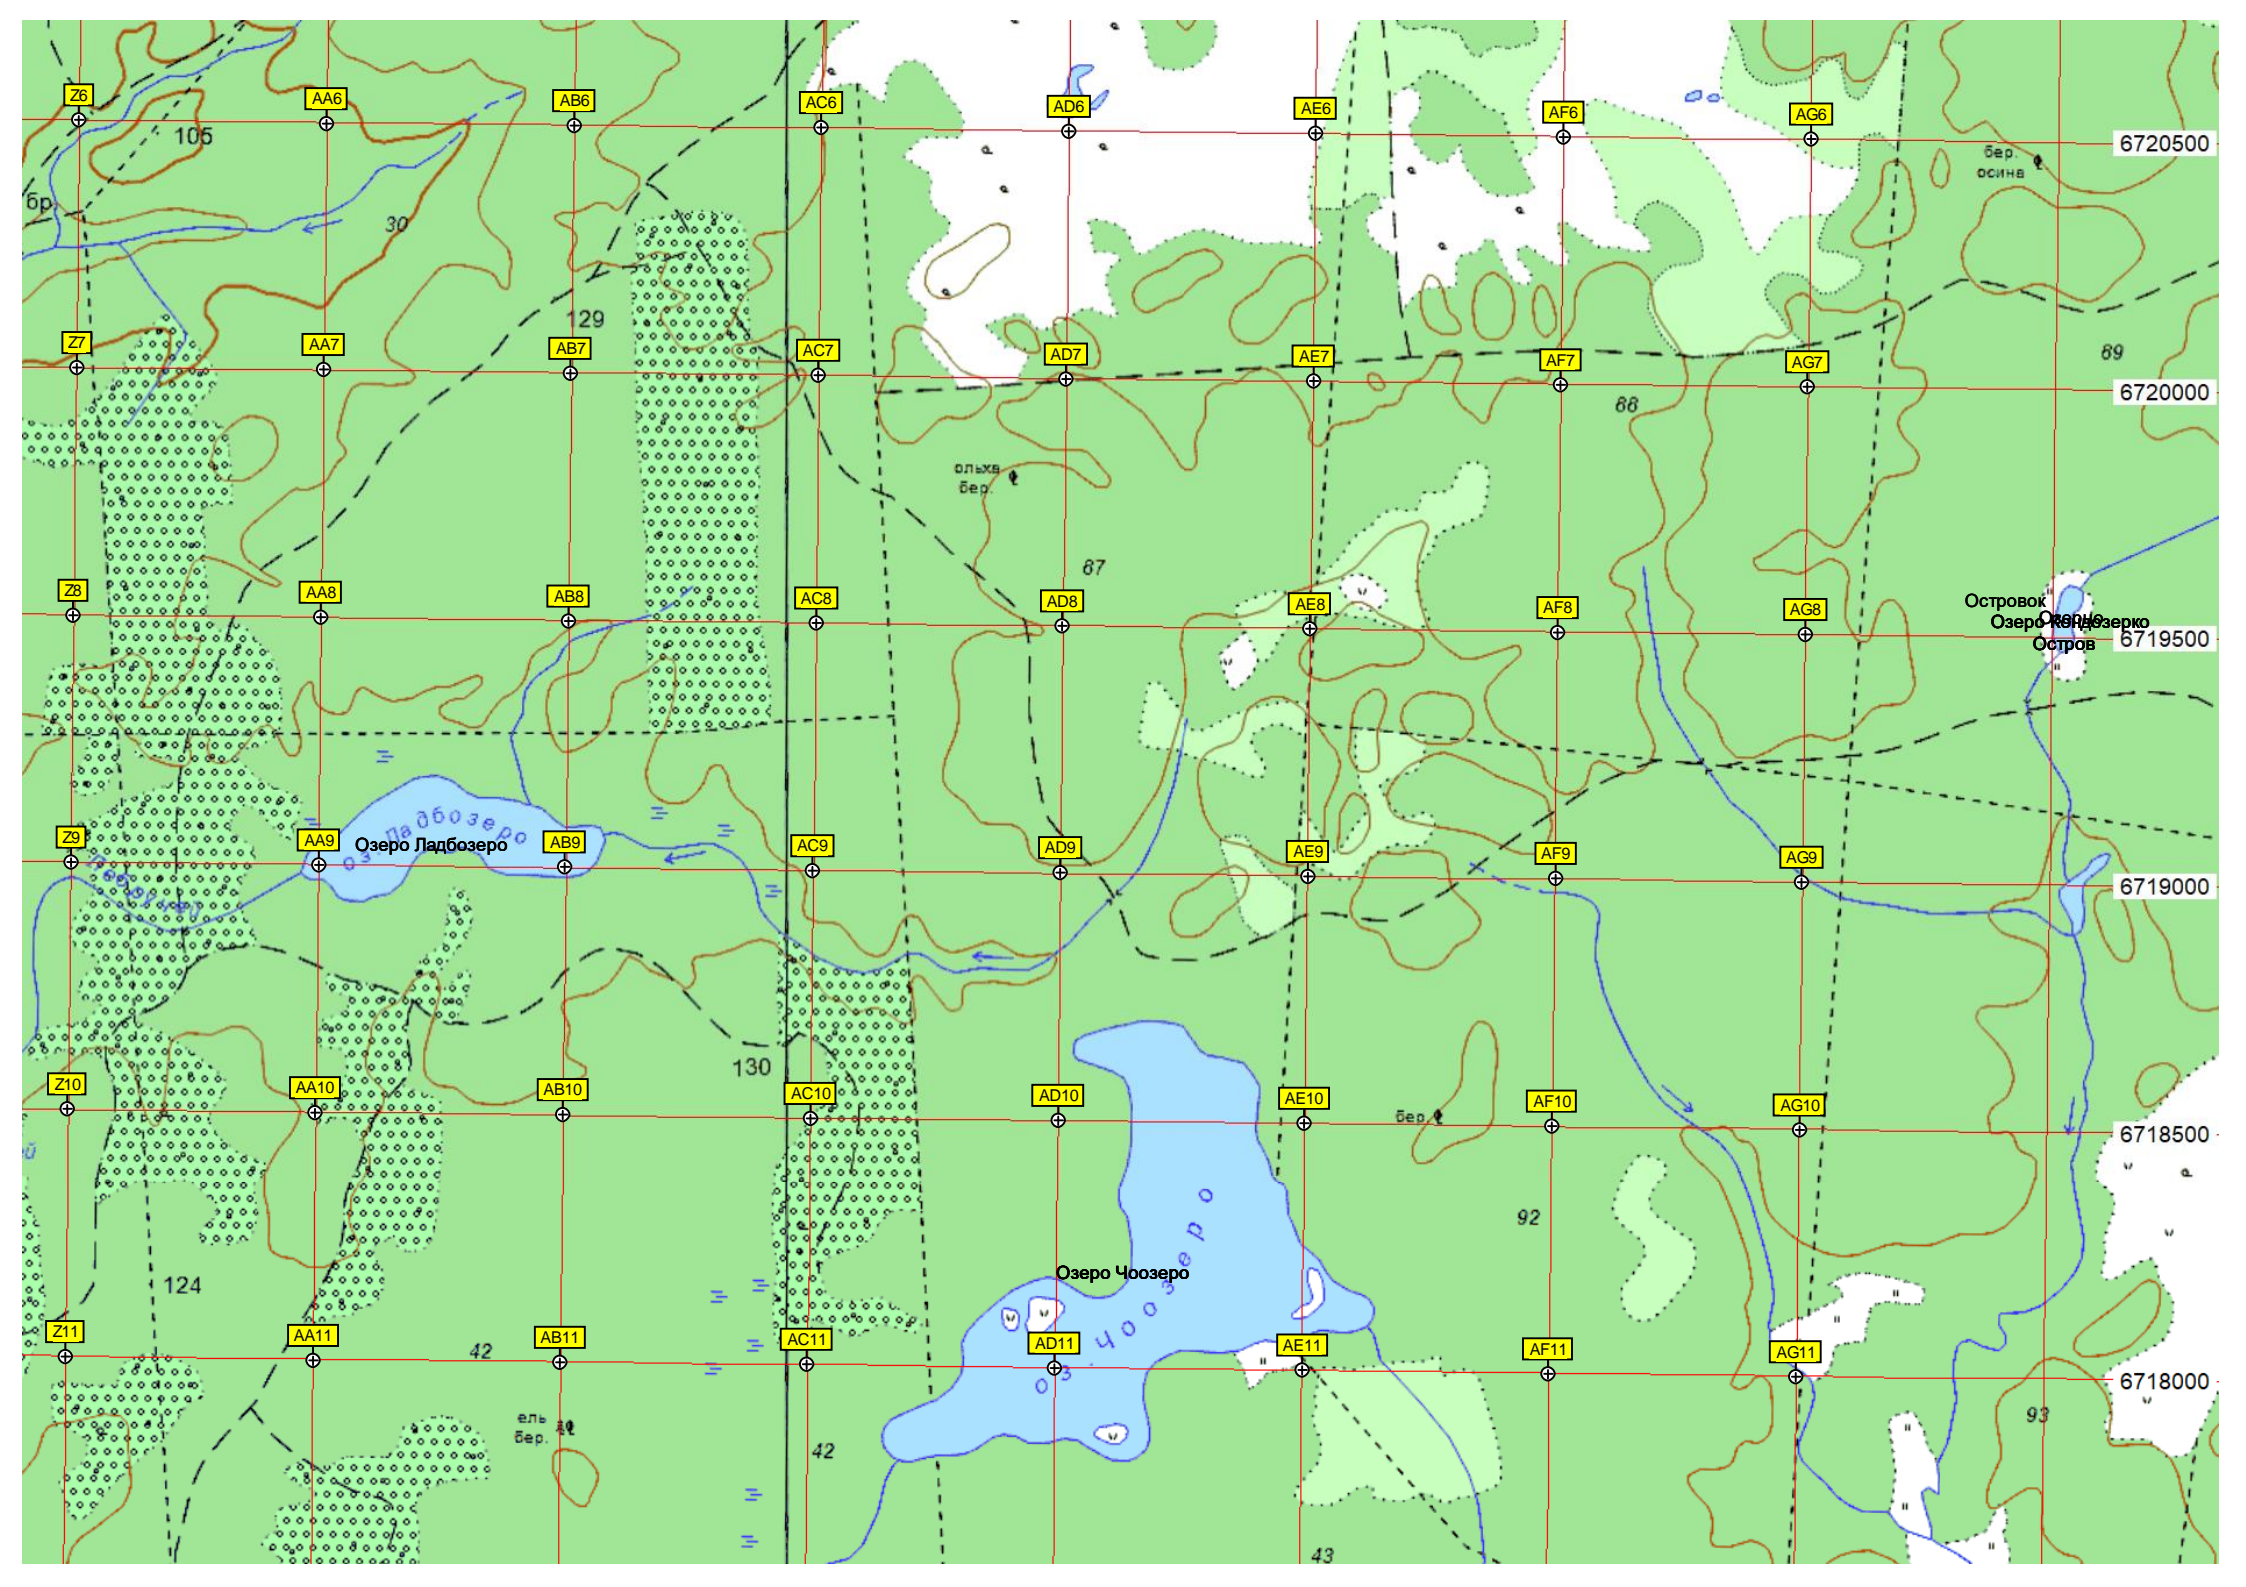 Z6 AA6 AB6 AC6 AD6 AE6 AF6 AG6
105
6720500
бер.
осина
бр.
30
129
Z7 AA7 AB7 AC7 AD7 AE7 AF7 AG7
89
88
6720000
ольха
бер.
87
Z8 AA8 AB8 AC8 AD8 AE8 AF8 AG8
Островок
Озеро Кондозерко
6719500
Остров
оз. Ладбозеро
Озеро Ладбозеро
Z9 AA9 AB9 AC9 AD9 AE9 AF9 AG9
6719000
130
Z10 AA10 AB10 AC10 AD10 AE10 AF10 AG10
бер.
6718500
92
оз. Чоозеро
Озеро Чоозеро
124
Z11 AA11 AB11 AC11 AD11 AE11 AF11 AG11
42
6718000
93
ель
бер.
42
43